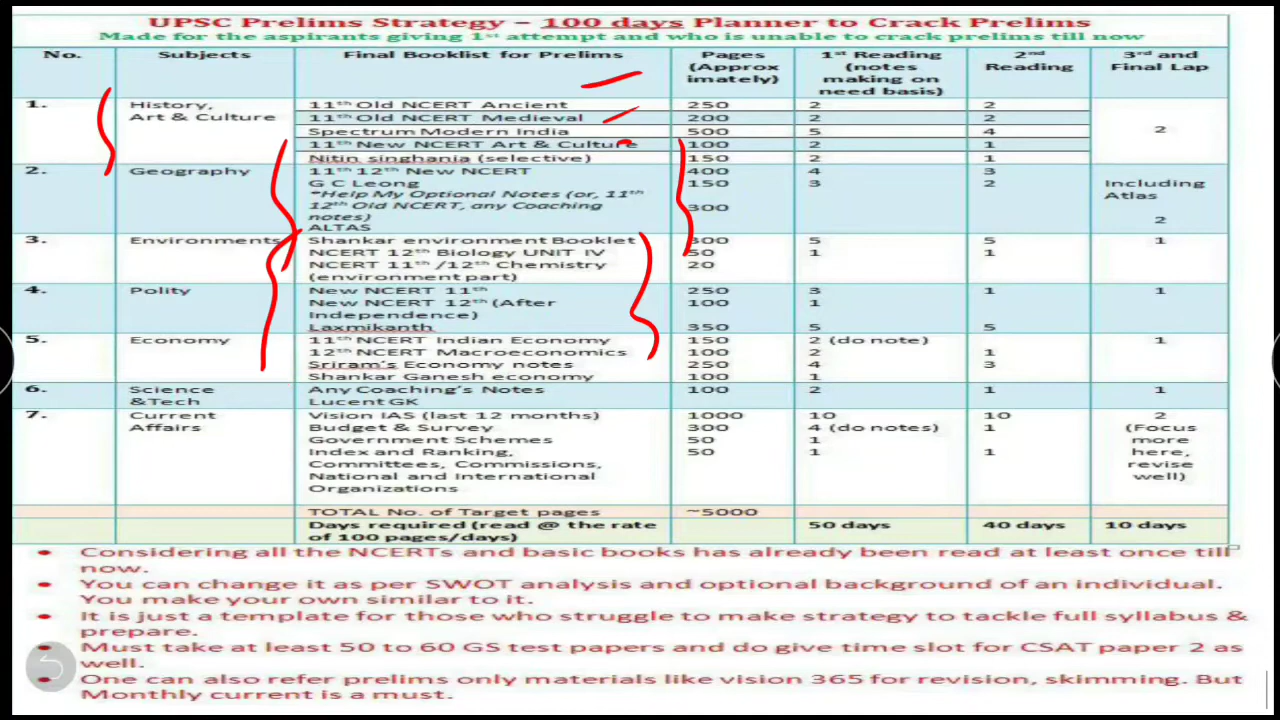 UPSC Prelims Strategy – 100 days Planner to Crack Prelims
Made for the aspirants giving 1st attempt and who is unable to crack prelims till now
No. Subjects Final Booklist for Prelims Pages (Approx imately) 1st Reading (notes making on need basis) 2nd Reading 3rd and Final Lap
1. History, Art & Culture
11th Old NCERT Ancient 250 2 2
11th Old NCERT Medieval 200 2 2
Spectrum Modern India 500 5 4
11th New NCERT Art & Culture 100 2 1
Nitin singhania (selective) 150 2 1
2
2. Geography
11th 12th New NCERT 400 4 3
G C Leong 150 3 2
*Help My Optional Notes (or, 11th
12th Old NCERT, any Coaching 300
notes)
ALTAS
Including
Atlas
2
3. Environments Shankar environment Booklet 300 5 5 1
NCERT 12th Biology UNIT IV 50 1 1
NCERT 11th /12th Chemistry 20
(environment part)
4. Polity New NCERT 11th 250 3 1 1
New NCERT 12th (After 100 1
Independence)
Laxmikanth 350 5 5
5. Economy 11th NCERT Indian Economy 150 2 (do note) 1
12th NCERT Macroeconomics 100 2 1
Sriram's Economy notes 250 4 3
Shankar Ganesh economy 100 1
6. Science Any Coaching's Notes 100 2 1 1
&Tech Lucent GK
7. Current Vision IAS (last 12 months) 1000 10 10 2
Affairs Budget & Survey 300 4 (do notes) 1 (Focus
Government Schemes 50 1 more
Index and Ranking, 50 1 1 here,
Committees, Commissions, revise
National and International well)
Organizations
TOTAL No. of Target pages ~5000
Days required (read @ the rate 50 days 40 days 10 days
of 100 pages/days)
• Considering all the NCERTs and basic books has already been read at least once till
now.
• You can change it as per SWOT analysis and optional background of an individual.
You make your own similar to it.
• It is just a template for those who struggle to make strategy to tackle full syllabus &
prepare.
• Must take at least 50 to 60 GS test papers and do give time slot for CSAT paper 2 as
well.
• One can also refer prelims only materials like vision 365 for revision, skimming. But
Monthly current is a must.